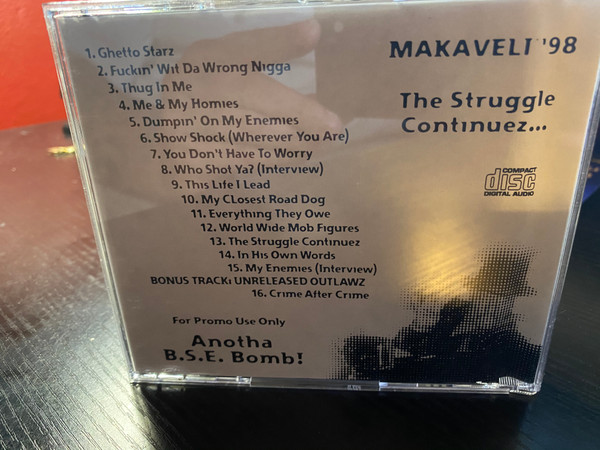 MAKAVELI '98
The Struggle
Continuez...
1. Ghetto Starz
2. Fuckin' Wit Da Wrong Nigga
3. Thug In Me
4. Me & My Homies
5. Dumpin' On My Enemies
6. Show Shock (Wherever You Are)
7. You Don't Have To Worry
8. Who Shot Ya? (Interview)
9. This Life I Lead
10. My CLosest Road Dog
11. Everything They Owe
12. World Wide Mob Figures
13. The Struggle Continuez
14. In His Own Words
15. My Enemies (Interview)
BONUS TRACK: UNRELEASED OUTLAWZ
16. Crime After Crime
For Promo Use Only
Anotha
B.S.E. Bomb!
COMPACT
disc
DIGITAL AUDIO